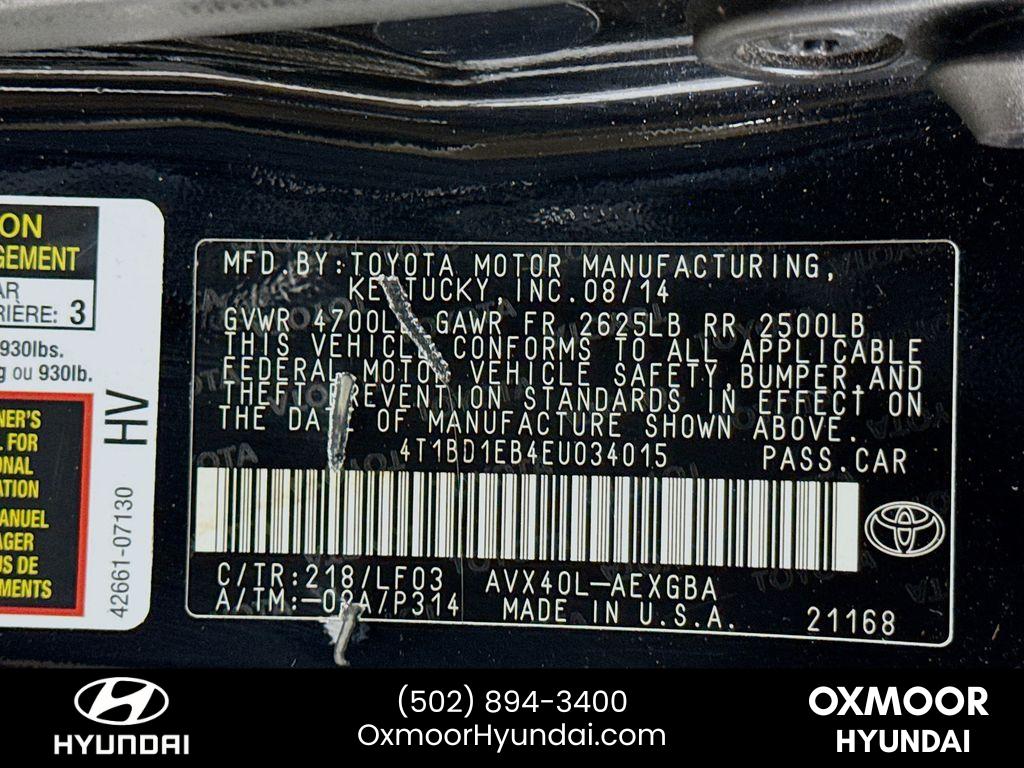 ON
GEMENT
AR
RIÈRE: 3
930lbs.
g ou 930lb.
NER'S
L FOR
ONAL
ATION
ANUEL
AGER
US DE
EMENTS
HV
42661-07130
MFD.BY:TOYOTA MOTOR MANUFACTURING,
KENTUCKY, INC.08/14
GVWR 4700LB GAWR FR 2625LB RR 2500LB
THIS VEHICLE CONFORMS TO ALL APPLICABLE
FEDERAL MOTOR VEHICLE SAFETY,BUMPER,AND
THEFT PREVENTION STANDARDS IN EFFECT ON
THE DATE OF MANUFACTURE SHOWN ABOVE.
4T1BD1EB4EU034015 PASS.CAR
C/TR:218/LF03 AVX40L-AEXGBA
A/TM:-08A/P314 MADE IN U.S.A. 21168
HYUNDAI
(502) 894-3400
OxmoorHyundai.com
OXMOOR
HYUNDAI